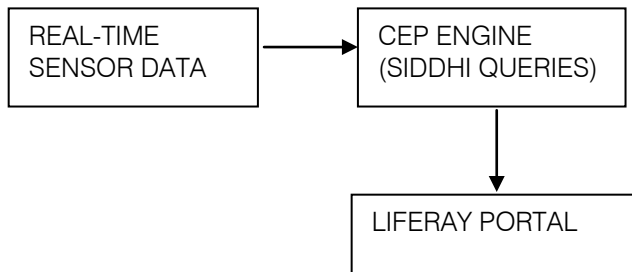 REAL-TIME
SENSOR DATA
CEP ENGINE
(SIDDHI QUERIES)
LIFERAY PORTAL